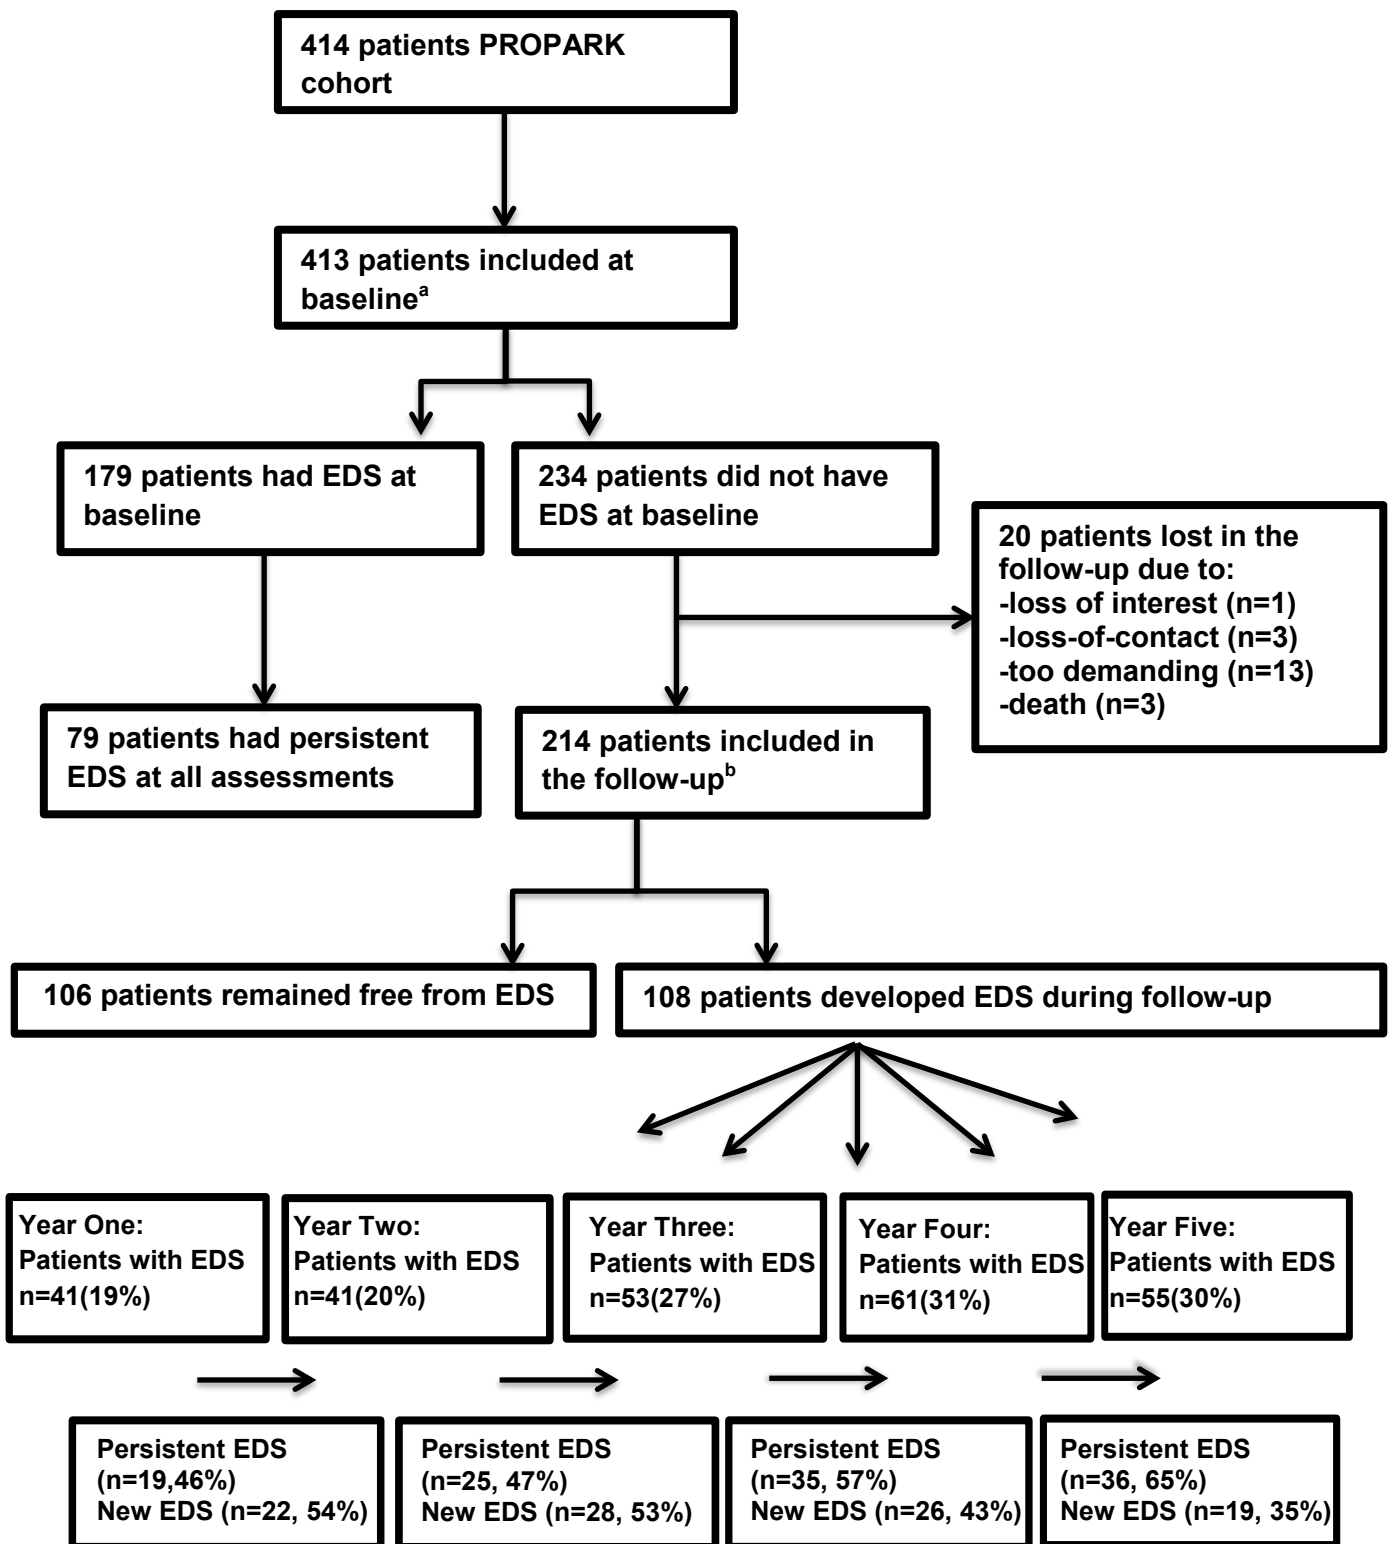 414 patients PROPARK
cohort
413 patients included at
baselineᵃ
179 patients had EDS at
baseline
234 patients did not have
EDS at baseline
20 patients lost in the
follow-up due to:
-loss of interest (n=1)
-loss-of-contact (n=3)
-too demanding (n=13)
-death (n=3)
79 patients had persistent
EDS at all assessments
214 patients included in
the follow-upᵇ
106 patients remained free from EDS
108 patients developed EDS during follow-up
Year One:
Patients with EDS
n=41(19%)
Year Two:
Patients with EDS
n=41(20%)
Year Three:
Patients with EDS
n=53(27%)
Year Four:
Patients with EDS
n=61(31%)
Year Five:
Patients with EDS
n=55(30%)
Persistent EDS
(n=19,46%)
New EDS (n=22, 54%)
Persistent EDS
(n=25, 47%)
New EDS (n=28, 53%)
Persistent EDS
(n=35, 57%)
New EDS (n=26, 43%)
Persistent EDS
(n=36, 65%)
New EDS (n=19, 35%)